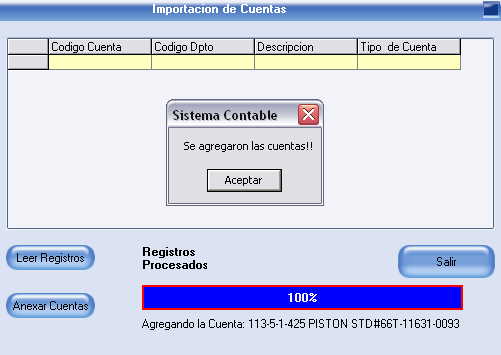 Importacion de Cuentas
Codigo Cuenta Codigo Dpto Descripcion Tipo de Cuenta
Sistema Contable
Se agregaron las cuentas!!
Aceptar
Leer Registros
Registros
Procesados
Salir
Anexar Cuentas
100%
Agregando la Cuenta: 113-5-1-425 PISTON STD#66T-11631-0093